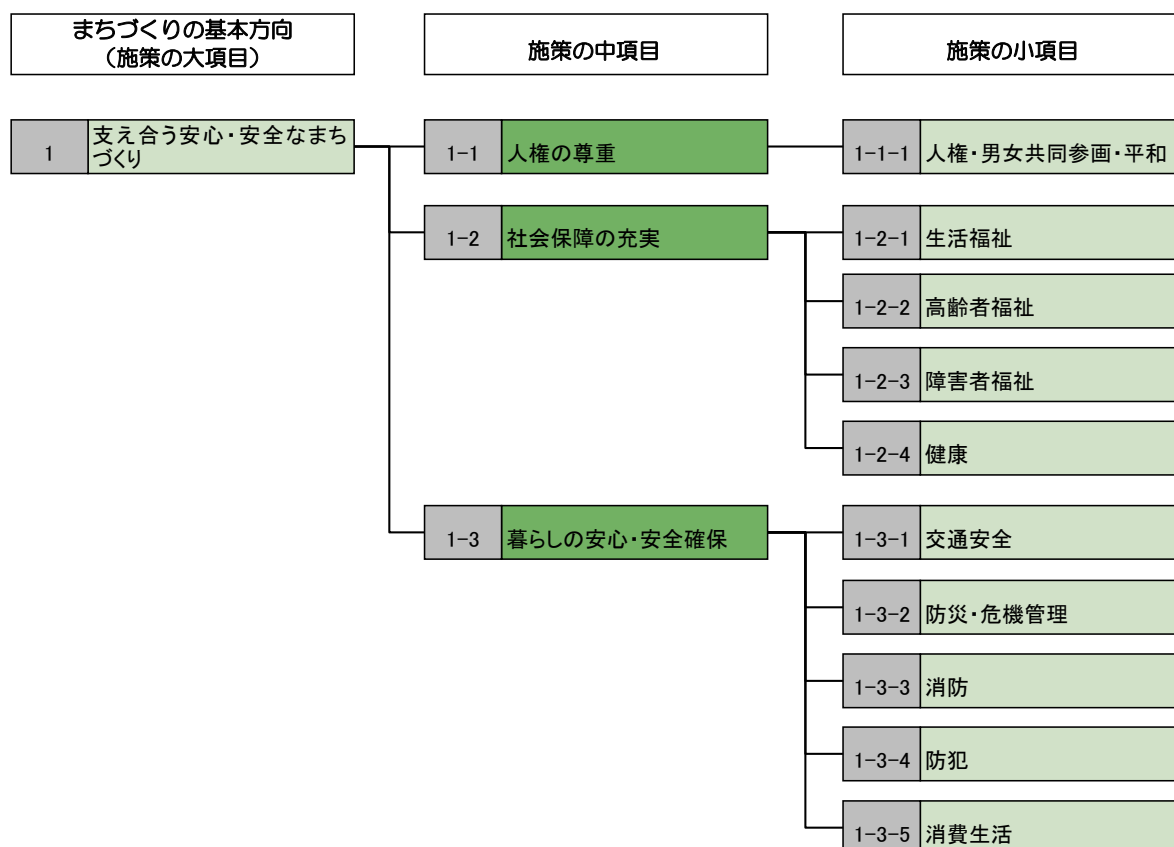 まちづくりの基本方向
（施策の大項目）
施策の中項目
施策の小項目
1 支え合う安心・安全なまち
づくり
1-1 人権の尊重
1-1-1 人権・男女共同参画・平和
1-2 社会保障の充実
1-2-1 生活福祉
1-2-2 高齢者福祉
1-2-3 障害者福祉
1-2-4 健康
1-3 暮らしの安心・安全確保
1-3-1 交通安全
1-3-2 防災・危機管理
1-3-3 消防
1-3-4 防犯
1-3-5 消費生活